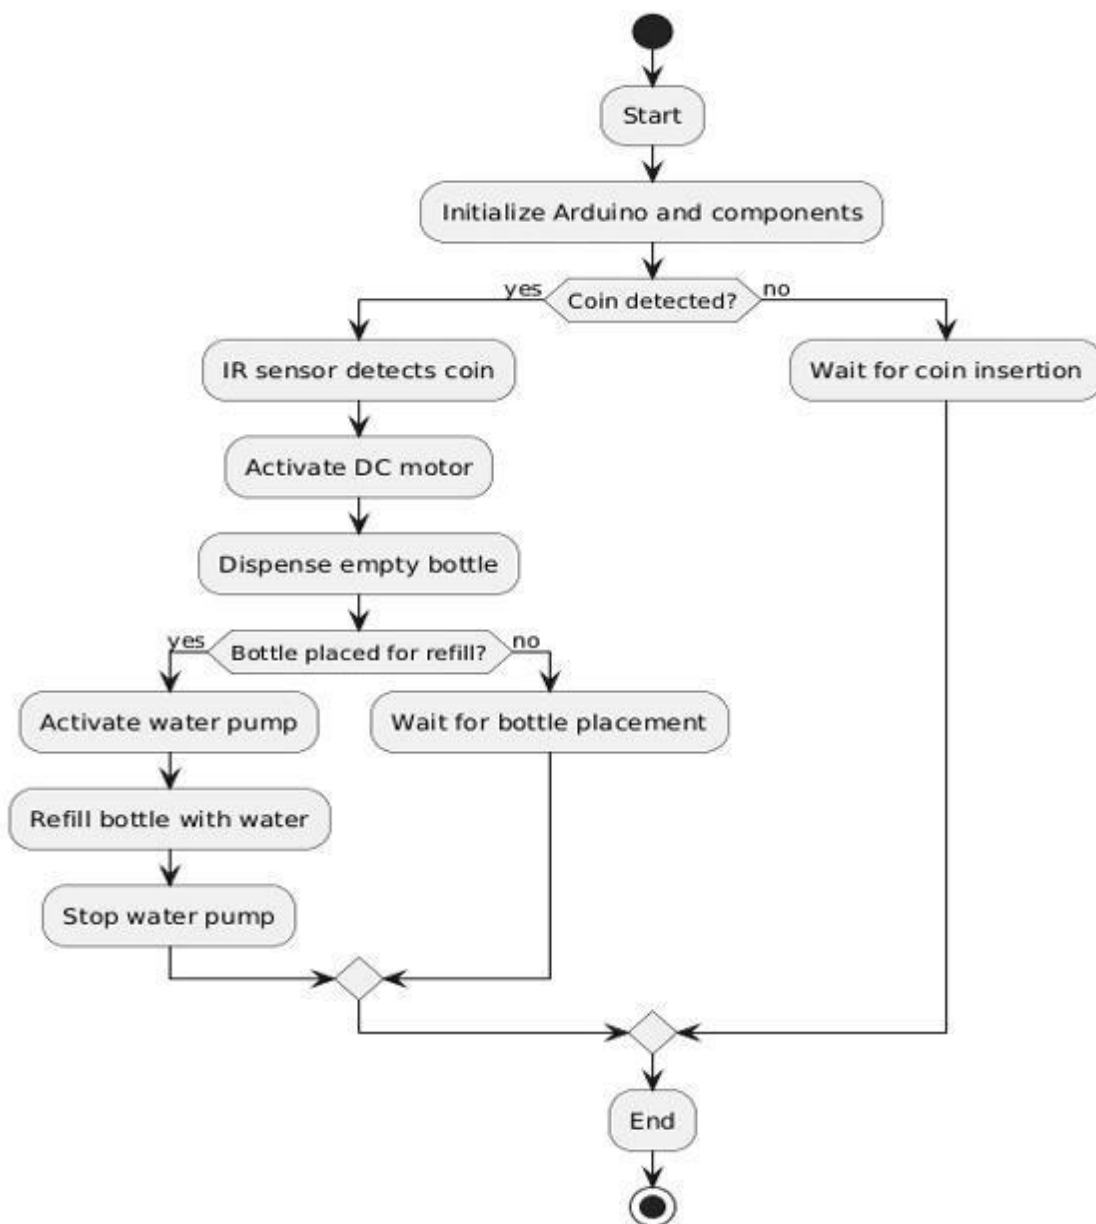 Start
Initialize Arduino and components
yes
Coin detected?
no
IR sensor detects coin
Wait for coin insertion
Activate DC motor
Dispense empty bottle
yes
Bottle placed for refill?
no
Activate water pump
Wait for bottle placement
Refill bottle with water
Stop water pump
End